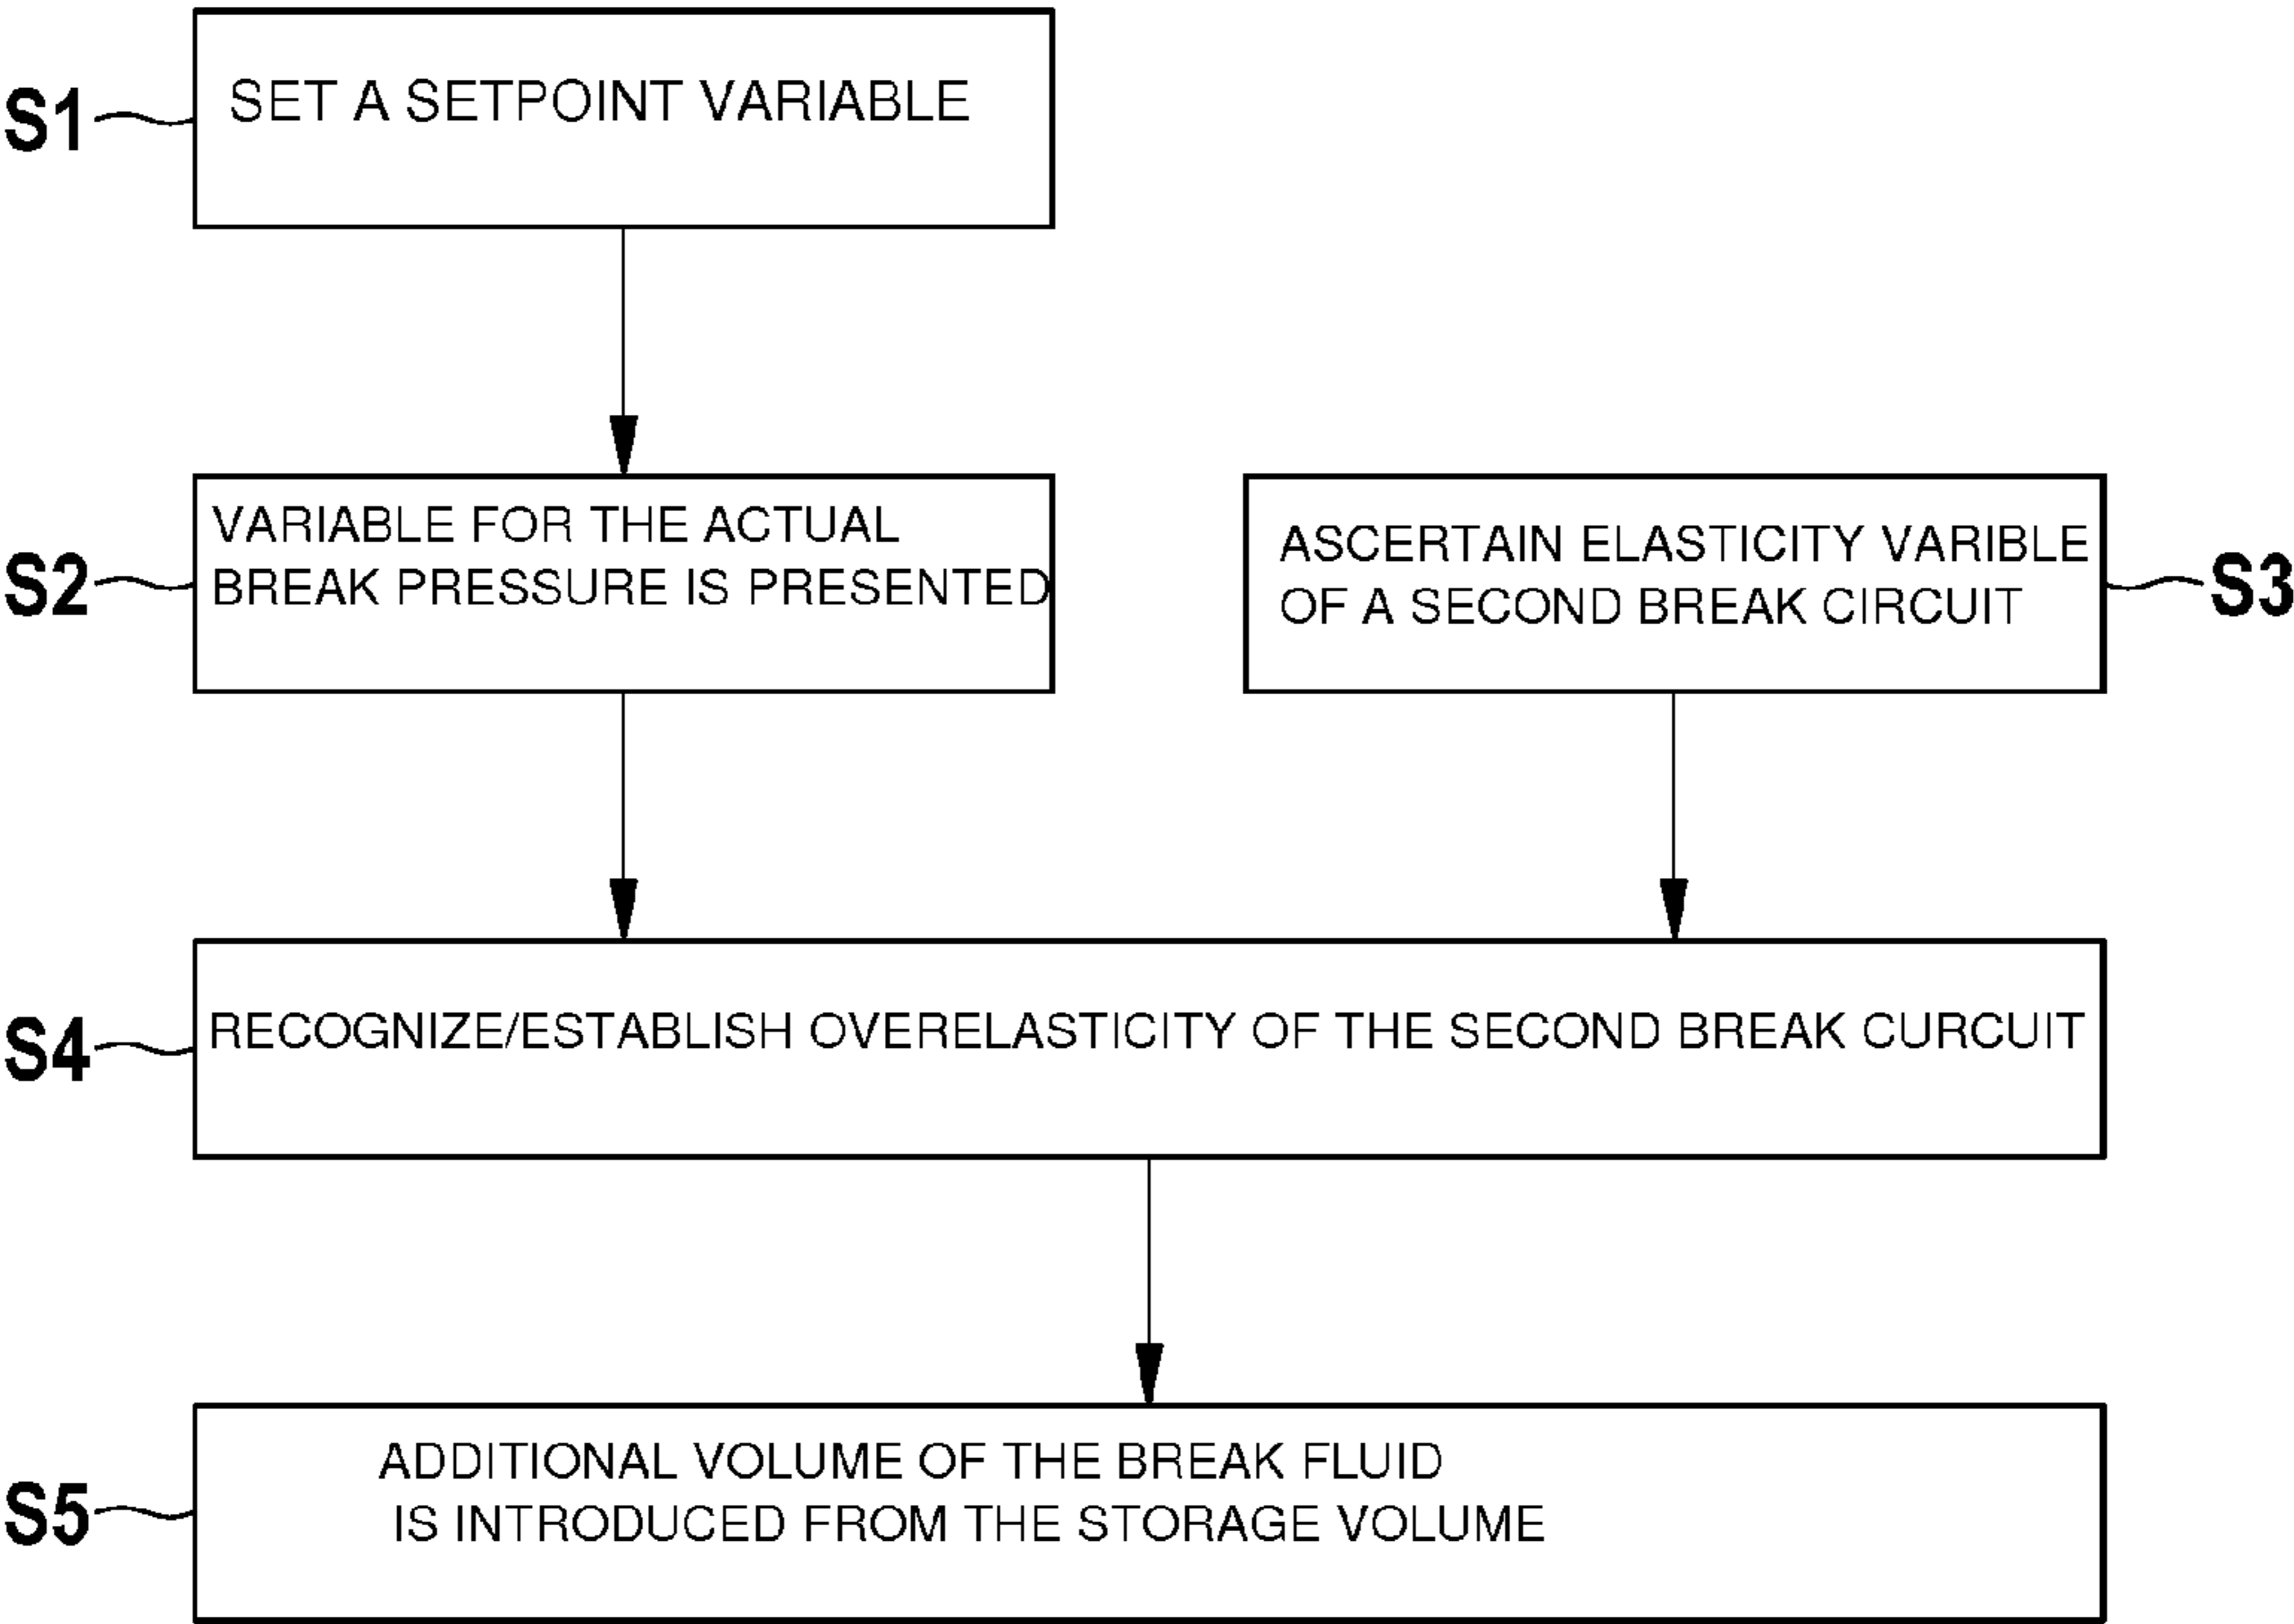 S1
SET A SETPOINT VARIABLE
S2
VARIABLE FOR THE ACTUAL
BREAK PRESSURE IS PRESENTED
ASCERTAIN ELASTICITY VARIBLE
OF A SECOND BREAK CIRCUIT
S3
S4
RECOGNIZE/ESTABLISH OVERELASTICITY OF THE SECOND BREAK CURCUIT
S5
ADDITIONAL VOLUME OF THE BREAK FLUID
IS INTRODUCED FROM THE STORAGE VOLUME